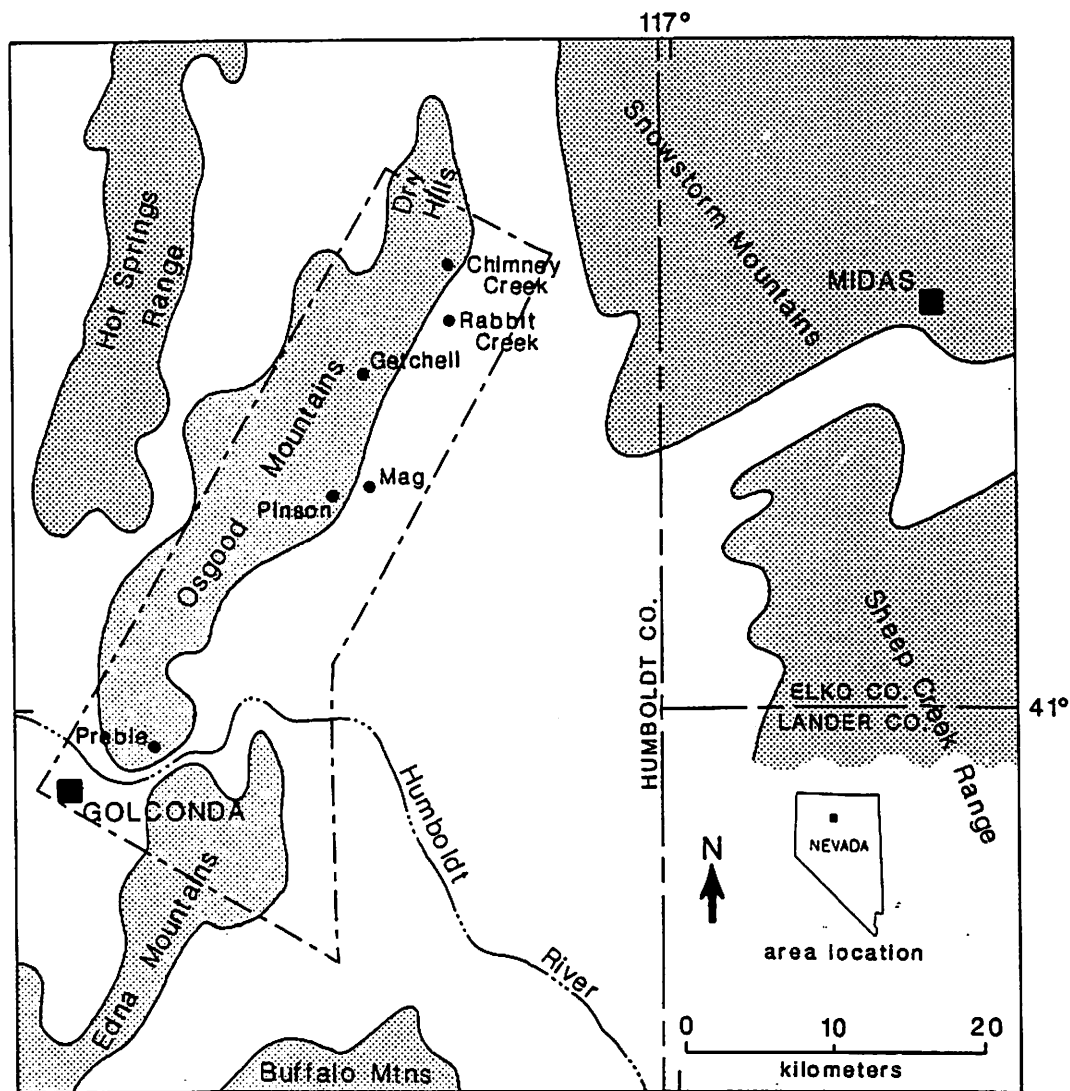 117°
Snowstorm Mountains
Dry
Hills
Hot Springs
Range
Chimney
Creek
MIDAS
Rabbit
Creek
Getchell
Osgood Mountains
Mag
Pinson
Sheep Creek Range
HUMBOLDT CO.
ELKO CO.
LANDER CO.
41°
Preble
GOLCONDA
Humboldt River
Edna Mountains
Buffalo Mtns
N
NEVADA
area location
0 10 20
kilometers